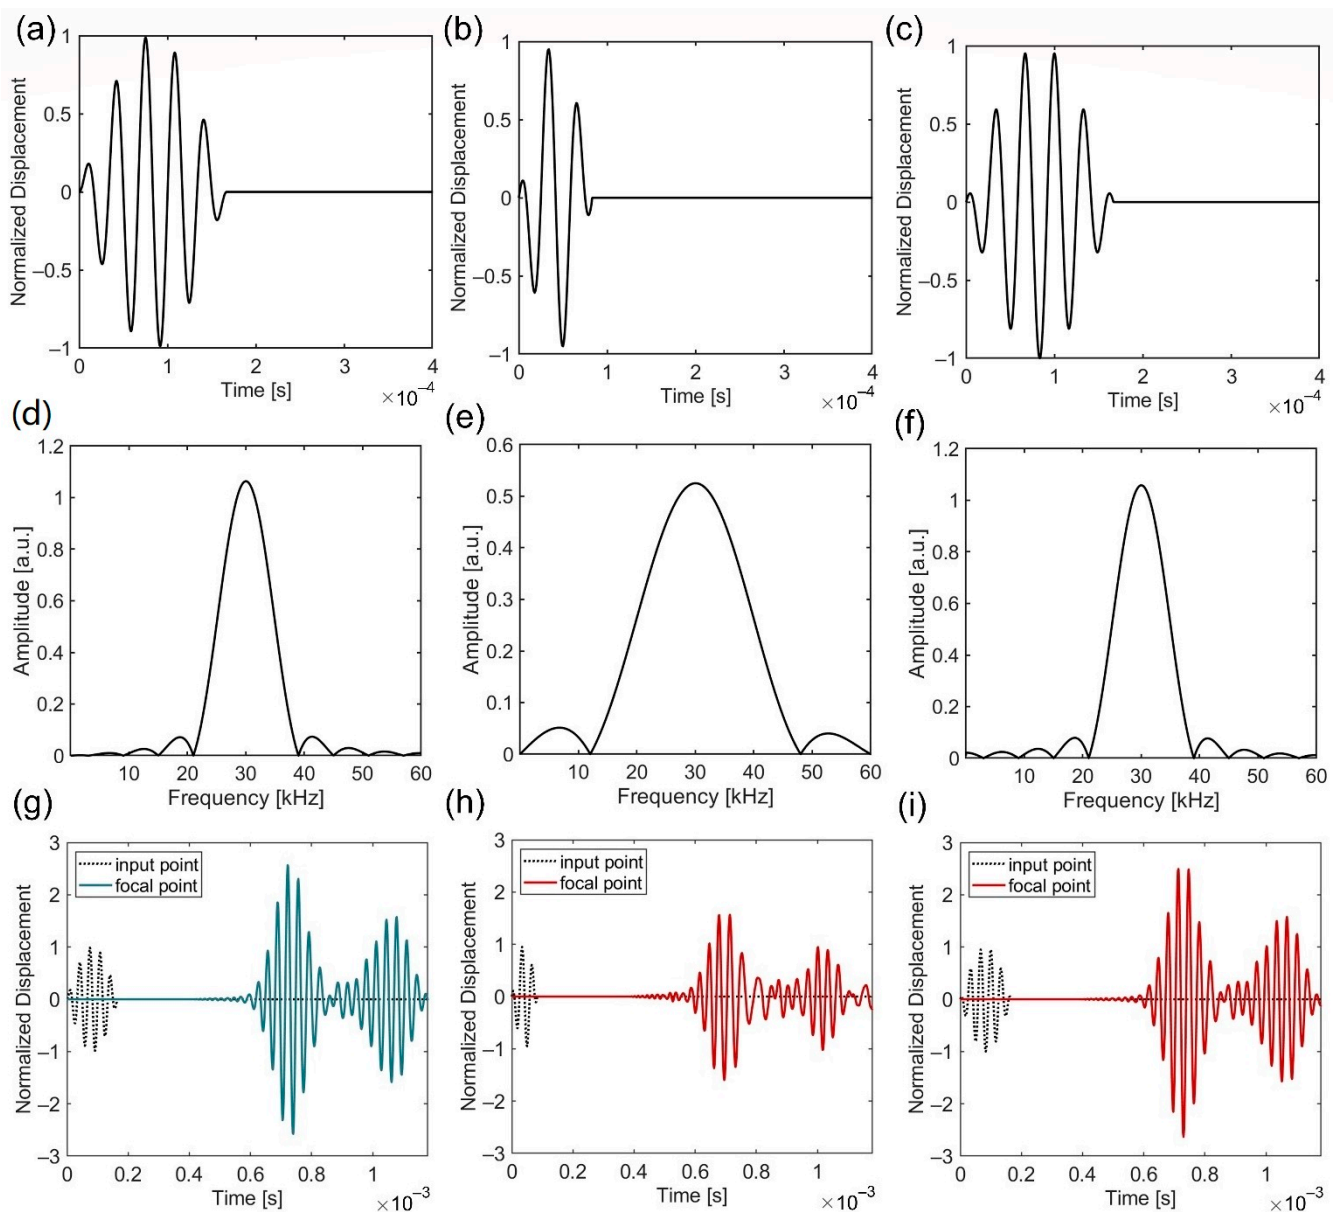 (a)
1
0.5
0
–0.5
–1
Normalized Displacement
0 1 2 3 4
Time [s]
×10⁻⁴
(b)
1
0.5
0
–0.5
–1
Normalized Displacement
0 1 2 3 4
Time [s]
×10⁻⁴
(c)
1
0.5
0
–0.5
–1
Normalized Displacement
0 1 2 3 4
Time [s]
×10⁻⁴
(d)
1.2
1
0.8
0.6
0.4
0.2
0
Amplitude [a.u.]
10 20 30 40 50 60
Frequency [kHz]
(e)
0.6
0.5
0.4
0.3
0.2
0.1
0
Amplitude [a.u.]
10 20 30 40 50 60
Frequency [kHz]
(f)
1.2
1
0.8
0.6
0.4
0.2
0
Amplitude [a.u.]
10 20 30 40 50 60
Frequency [kHz]
(g)
3
2
1
0
–1
–2
–3
Normalized Displacement
input point
focal point
0 0.2 0.4 0.6 0.8 1
Time [s]
×10⁻³
(h)
3
2
1
0
–1
–2
–3
Normalized Displacement
input point
focal point
0 0.2 0.4 0.6 0.8 1
Time [s]
×10⁻³
(i)
3
2
1
0
–1
–2
–3
Normalized Displacement
input point
focal point
0 0.2 0.4 0.6 0.8 1
Time [s]
×10⁻³